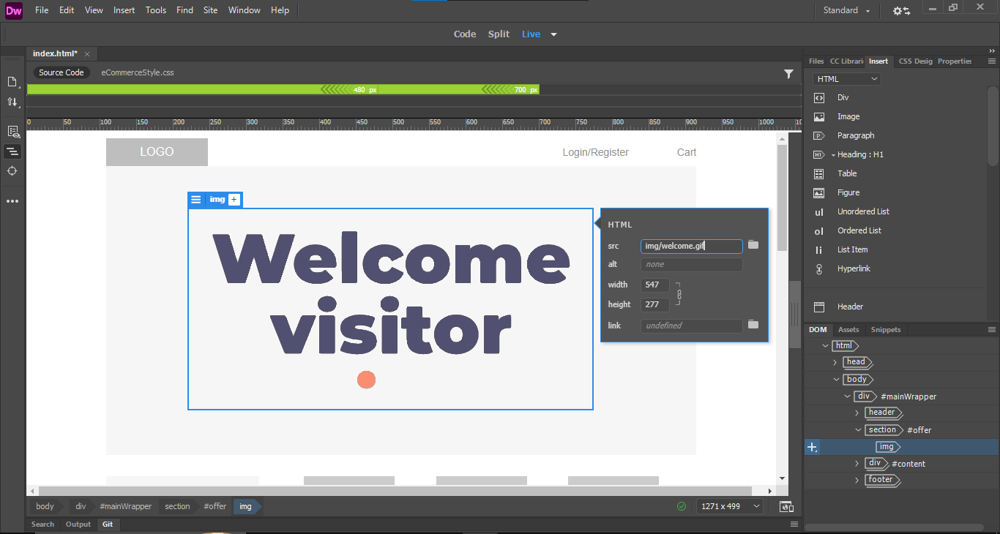 Dw File Edit View Insert Tools Find Site Window Help Standard
Code Split Live
index.html*
Source Code eCommerceStyle.css
480 px 700 px
0 50 100 150 200 250 300 350 400 450 500 550 600 650 700 750 800 850 900 950 1000
LOGO Login/Register Cart
img +
Welcome
visitor
HTML
src img/welcome.gif
alt none
width 547
height 277
link undefined
body div #mainWrapper section #offer img 1271 x 499
Search Output Git
Files CC Librari Insert CSS Desig Properties
HTML
Div
Image
P Paragraph
H1 Heading : H1
Table
Figure
ul Unordered List
ol Ordered List
li List Item
Hyperlink
Header
DOM Assets Snippets
html
head
body
div #mainWrapper
header
section #offer
img
div #content
footer